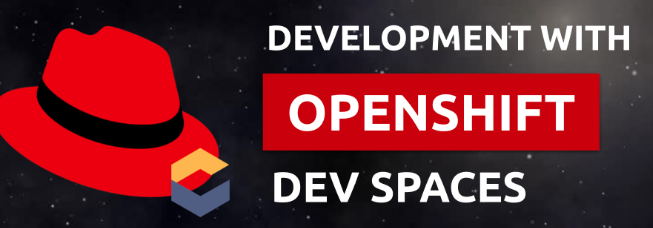 DEVELOPMENT WITH
OPENSHIFT
DEV SPACES